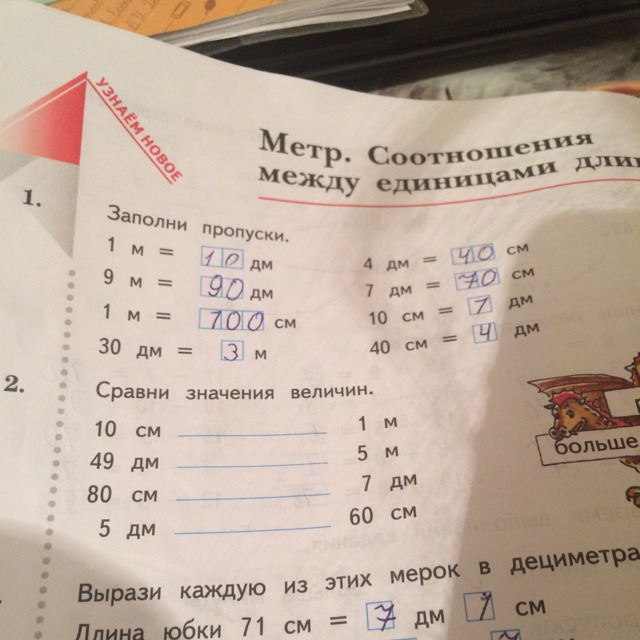 УЗНАЁМ НОВОЕ
Метр. Соотношения
между единицами дли
1.
Заполни пропуски.
1 м = 10 дм
9 м = 90 дм
1 м = 100 см
30 дм = 3 м
4 дм = 40 см
7 дм = 70 см
10 см = 1 дм
40 см = 4 дм
2.
Сравни значения величин.
10 см 1 м
49 дм 5 м
80 см 7 дм
5 дм 60 см
больше
Вырази каждую из этих мерок в дециметра
Длина юбки 71 см = 7 дм 1 см